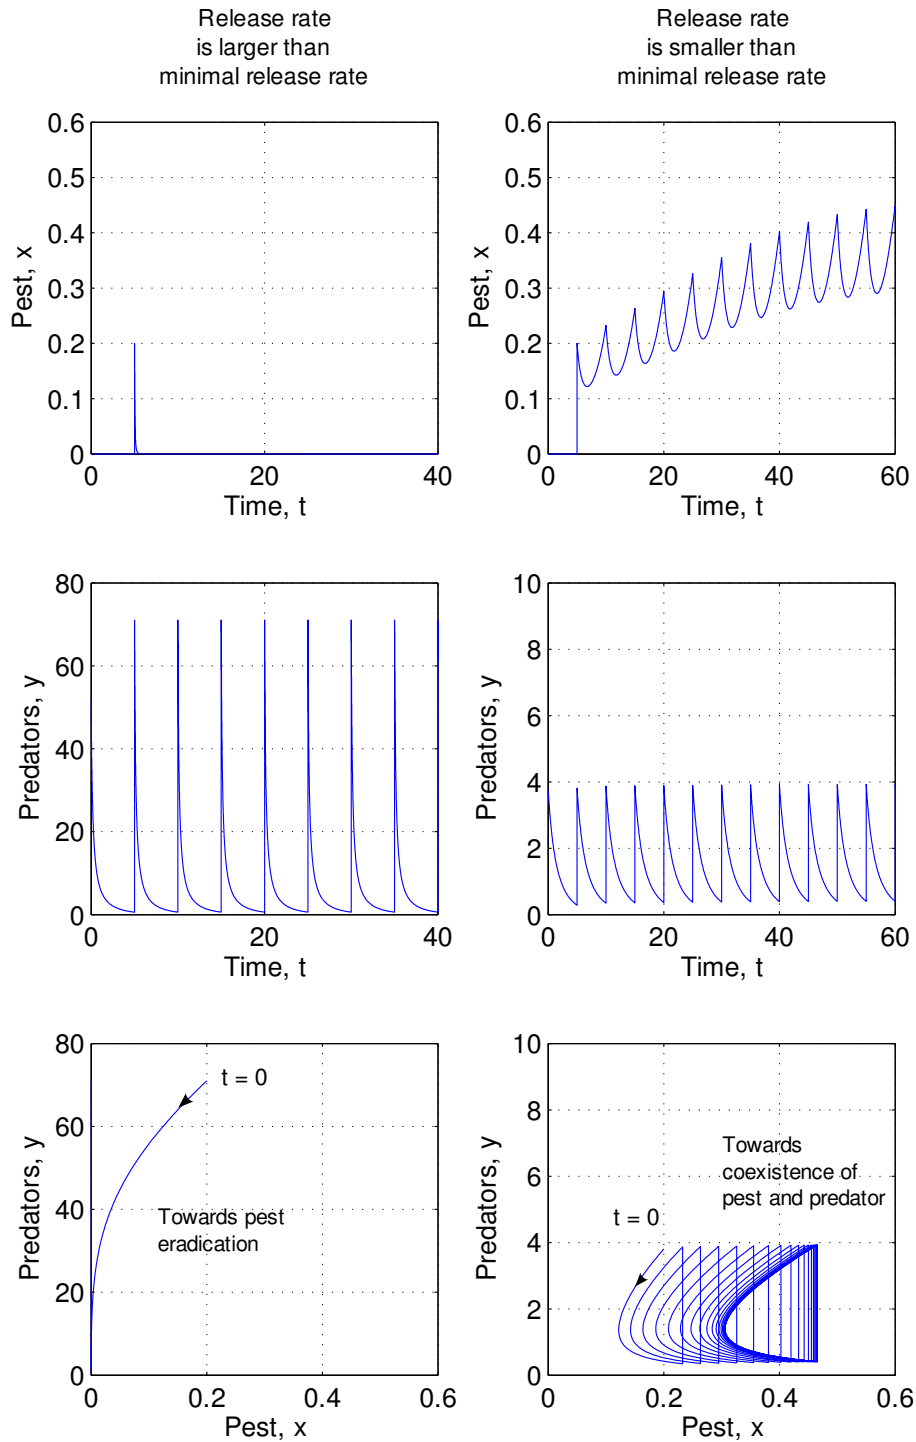 Release rate
is larger than
minimal release rate
Release rate
is smaller than
minimal release rate
0.6
0.5
0.4
0.3
0.2
0.1
0
Pest, x
0
20
40
Time, t
0.6
0.5
0.4
0.3
0.2
0.1
0
Pest, x
0
20
40
60
Time, t
80
60
40
20
0
Predators, y
0
20
40
Time, t
10
8
6
4
2
0
Predators, y
0
20
40
60
Time, t
80
60
40
20
0
Predators, y
t = 0
Towards pest
eradication
0
0.2
0.4
0.6
Pest, x
10
8
6
4
2
0
Predators, y
Towards
coexistence of
pest and predator
t = 0
0
0.2
0.4
0.6
Pest, x